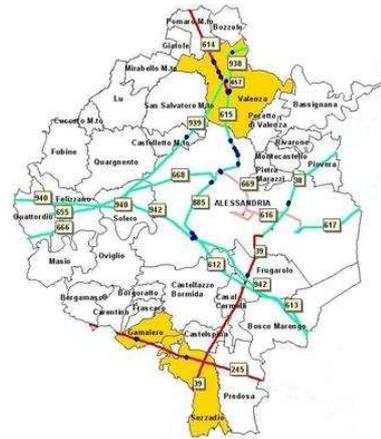 Pomaro M.to
Bozzole
Giarole
614
938
Mirabello M.to
457
Valenza
Lu
San Salvatore M.to
Bassignana
939
615
Pecetto
di Valenza
Cuccaro M.to
Castelletto M.to
Rivarone
Fubine
Quargnento
Montecastello
Pietra
Marazzi
Piovera
668
669
98
940
Felizzano
940
942
885
ALESSANDRIA
616
Quattordio
655
Solero
666
617
39
Masio
Oviglio
612
Frugarolo
942
Bergamasco
Borgoratto
Castellazzo
Bormida
Casal
Cermelli
613
Carentino
Frascaro
Bosco Marengo
Gamalero
Castelspina
245
39
Predosa
Sezzadio